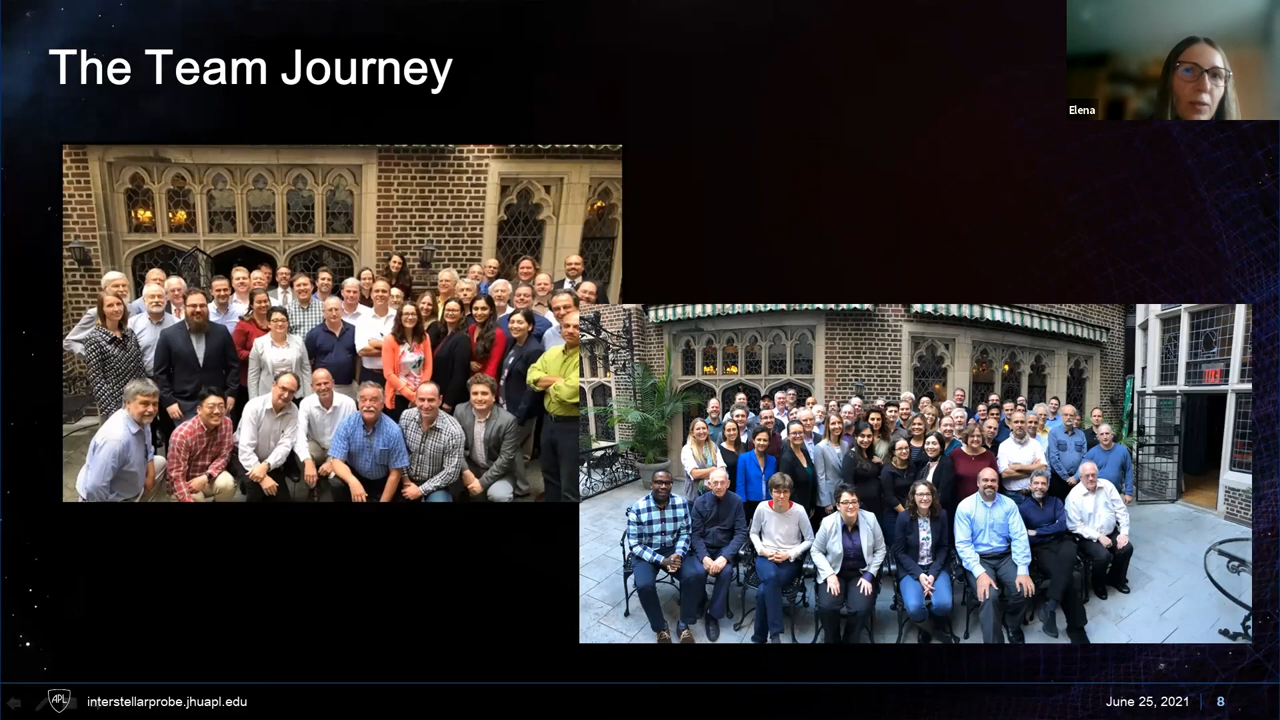 The Team Journey
Elena
EXIT
APL
interstellarprobe.jhuapl.edu
June 25, 2021
8